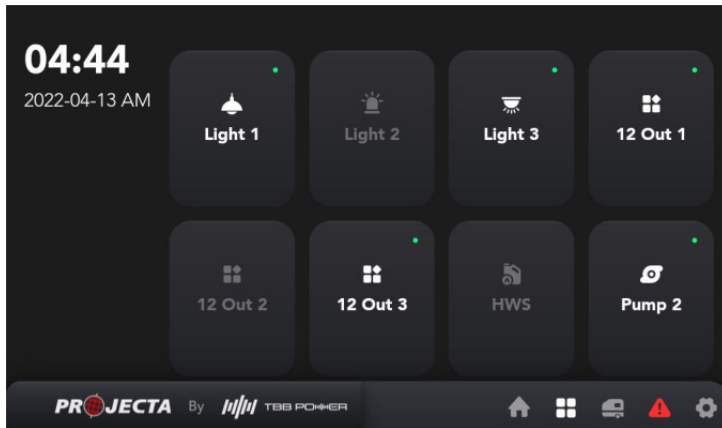 04:44
2022-04-13 AM
Light 1
Light 2
Light 3
12 Out 1
12 Out 2
12 Out 3
HWS
Pump 2
PROJECTA By TBB POWER